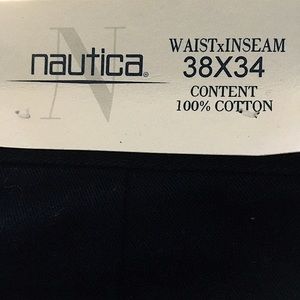 N
nautica®
WAISTxINSEAM
38X34
CONTENT
100% COTTON